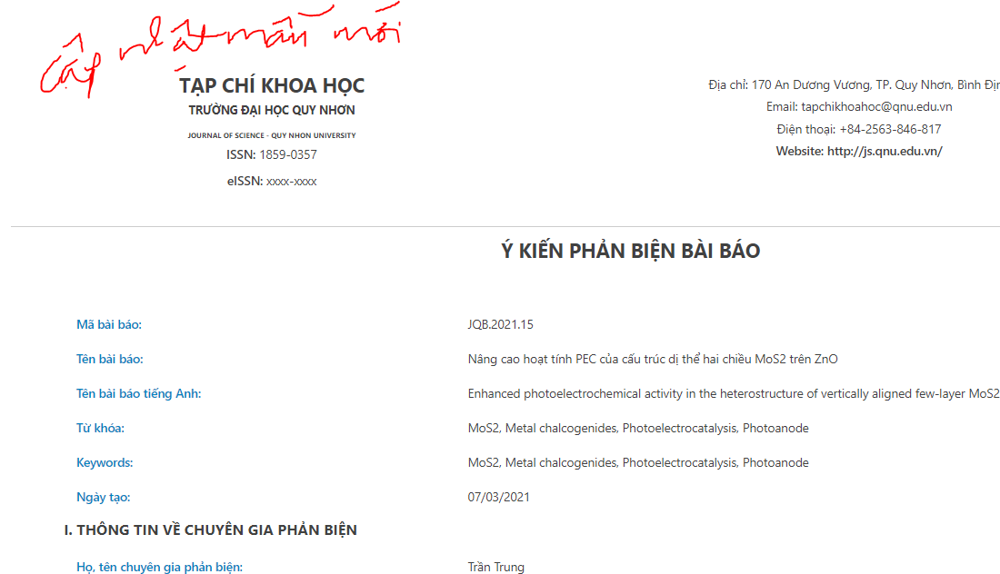 Cập nhật mẫu mới
TẠP CHÍ KHOA HỌC
TRƯỜNG ĐẠI HỌC QUY NHƠN
JOURNAL OF SCIENCE - QUY NHON UNIVERSITY
ISSN: 1859-0357
eISSN: xxxx-xxxx
Địa chỉ: 170 An Dương Vương, TP. Quy Nhơn, Bình Địn
Email: tapchikhoahoc@qnu.edu.vn
Điện thoại: +84-2563-846-817
Website: http://js.qnu.edu.vn/
Ý KIẾN PHẢN BIỆN BÀI BÁO
Mã bài báo: JQB.2021.15
Tên bài báo: Nâng cao hoạt tính PEC của cấu trúc dị thể hai chiều MoS2 trên ZnO
Tên bài báo tiếng Anh: Enhanced photoelectrochemical activity in the heterostructure of vertically aligned few-layer MoS2
Từ khóa: MoS2, Metal chalcogenides, Photoelectrocatalysis, Photoanode
Keywords: MoS2, Metal chalcogenides, Photoelectrocatalysis, Photoanode
Ngày tạo: 07/03/2021
I. THÔNG TIN VỀ CHUYÊN GIA PHẢN BIỆN
Họ, tên chuyên gia phản biện: Trần Trung